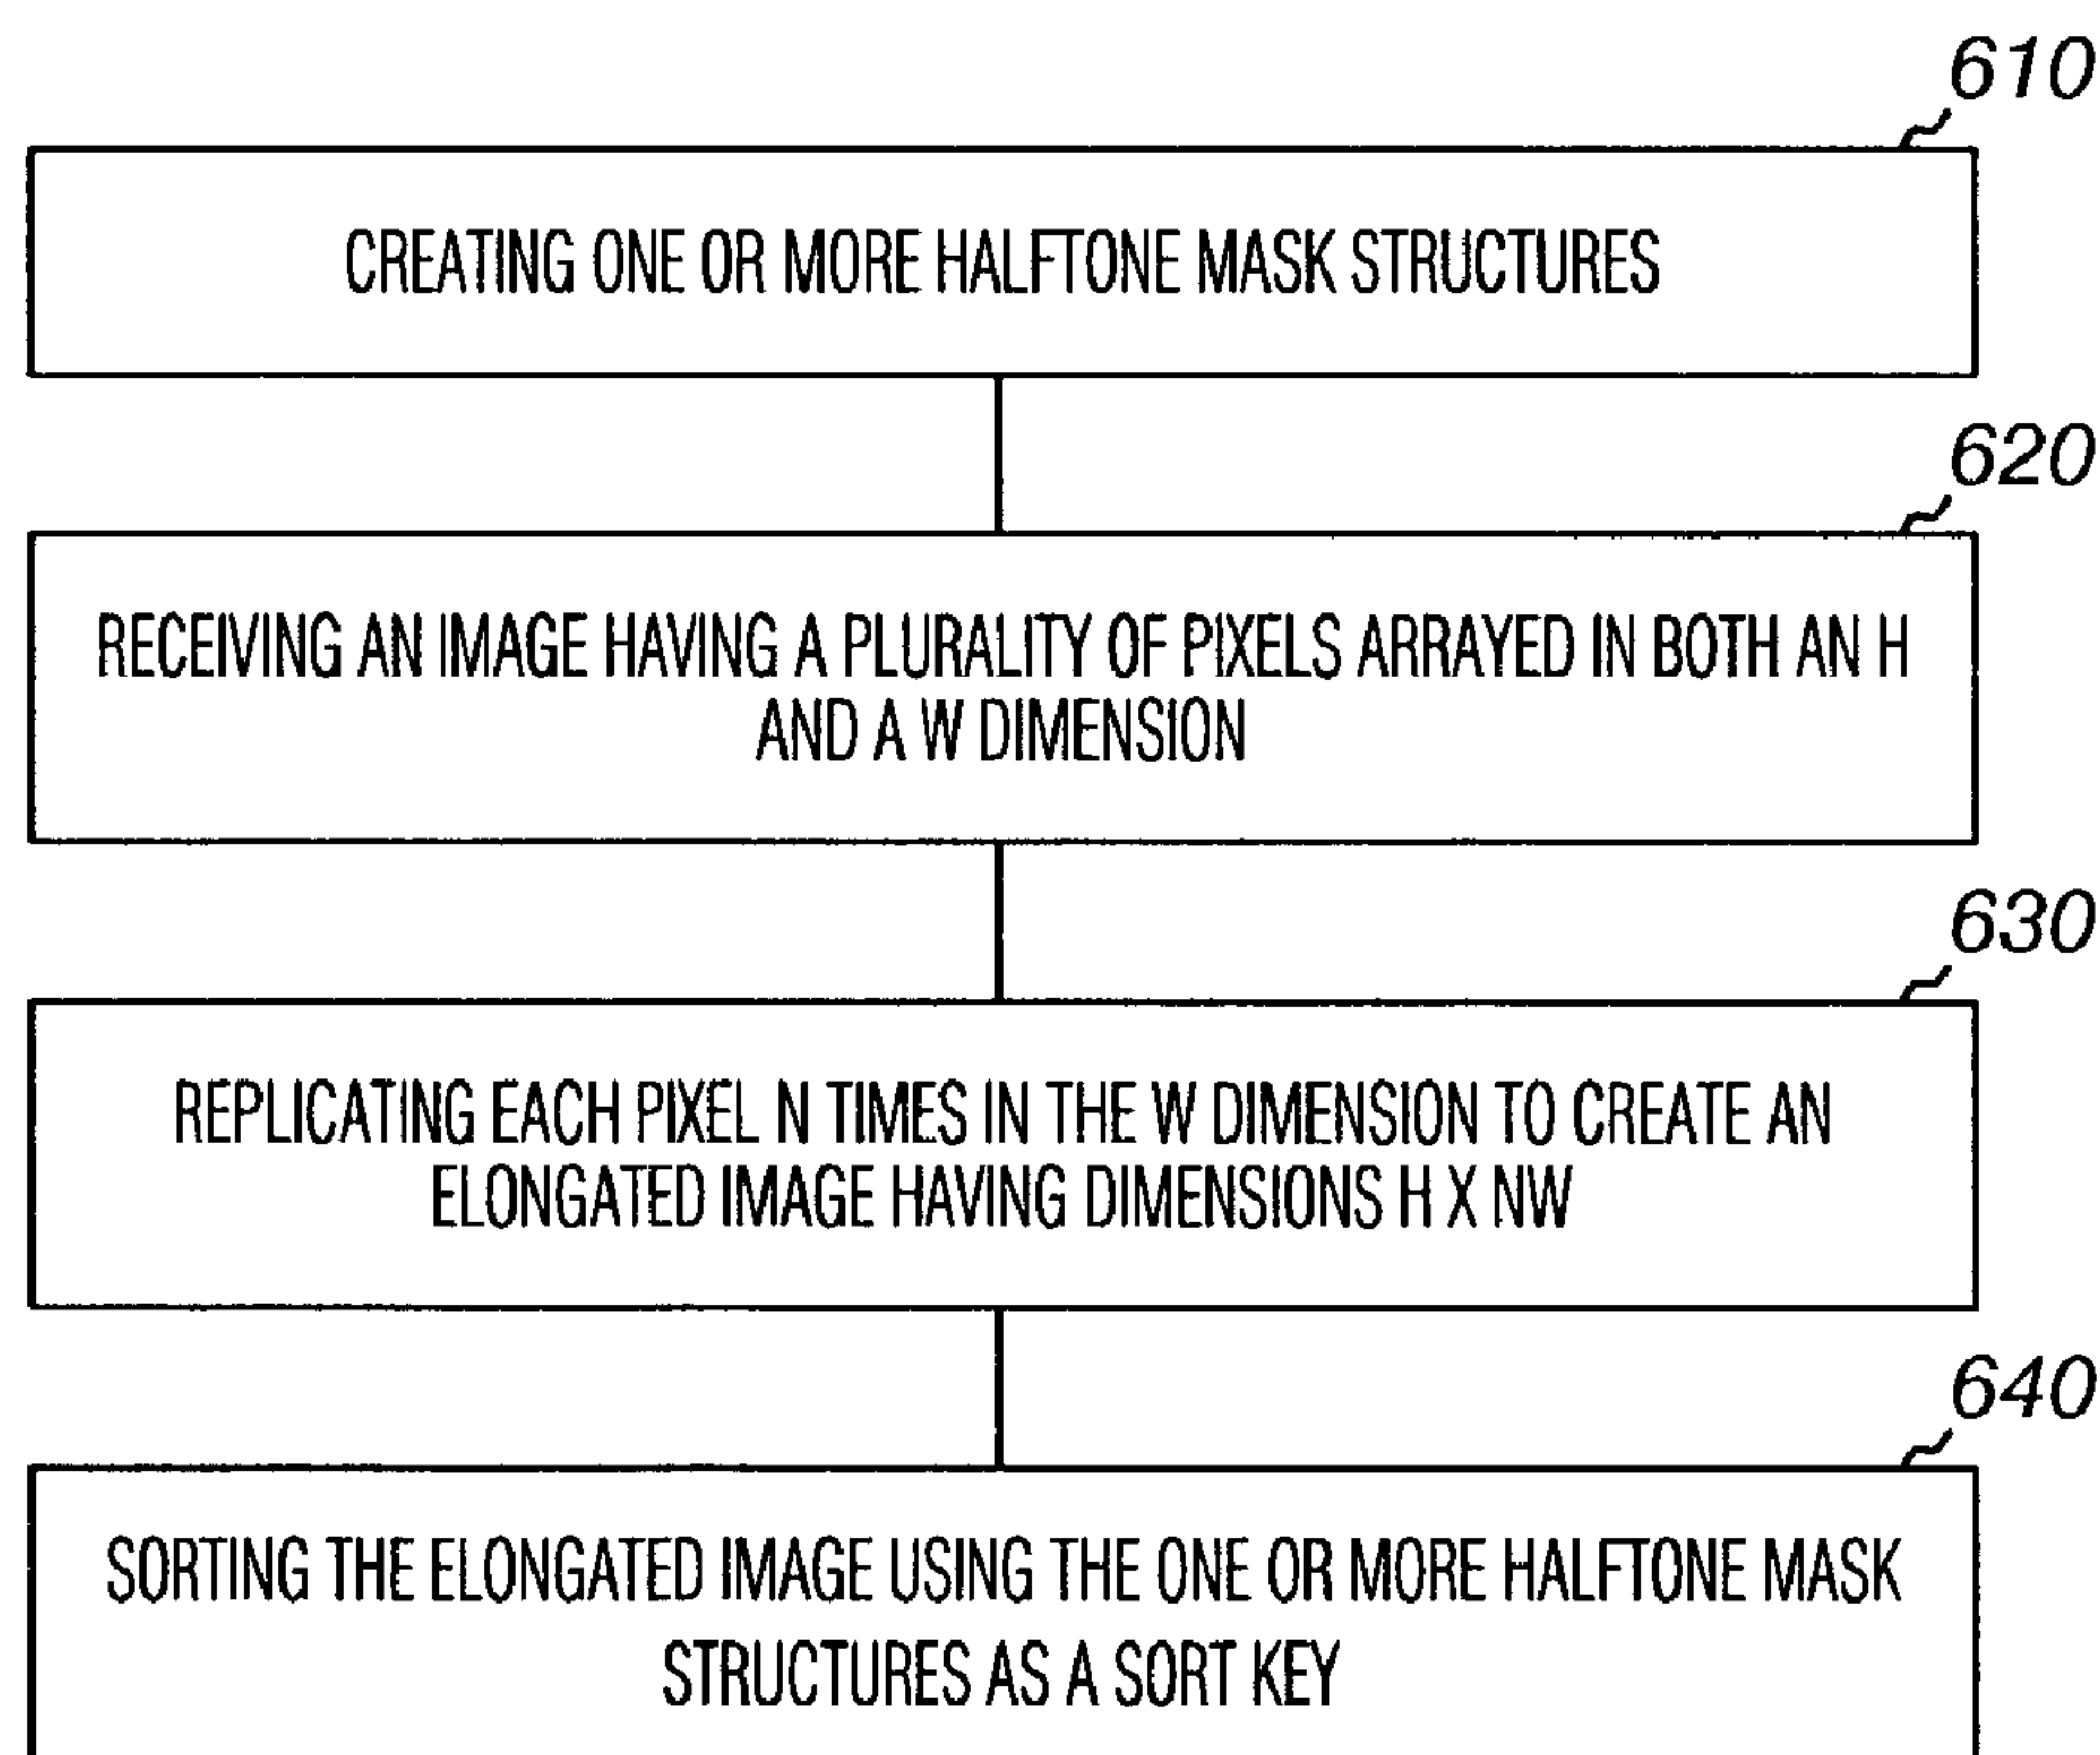 610
CREATING ONE OR MORE HALFTONE MASK STRUCTURES
620
RECEIVING AN IMAGE HAVING A PLURALITY OF PIXELS ARRAYED IN BOTH AN H
AND A W DIMENSION
630
REPLICATING EACH PIXEL N TIMES IN THE W DIMENSION TO CREATE AN
ELONGATED IMAGE HAVING DIMENSIONS H X NW
640
SORTING THE ELONGATED IMAGE USING THE ONE OR MORE HALFTONE MASK
STRUCTURES AS A SORT KEY